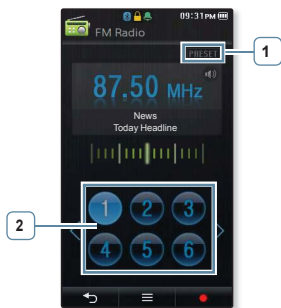 09:31PM
FM Radio
PRESET
1
87.50 MHz
News
Today Headline
2
1 2 3
4 5 6